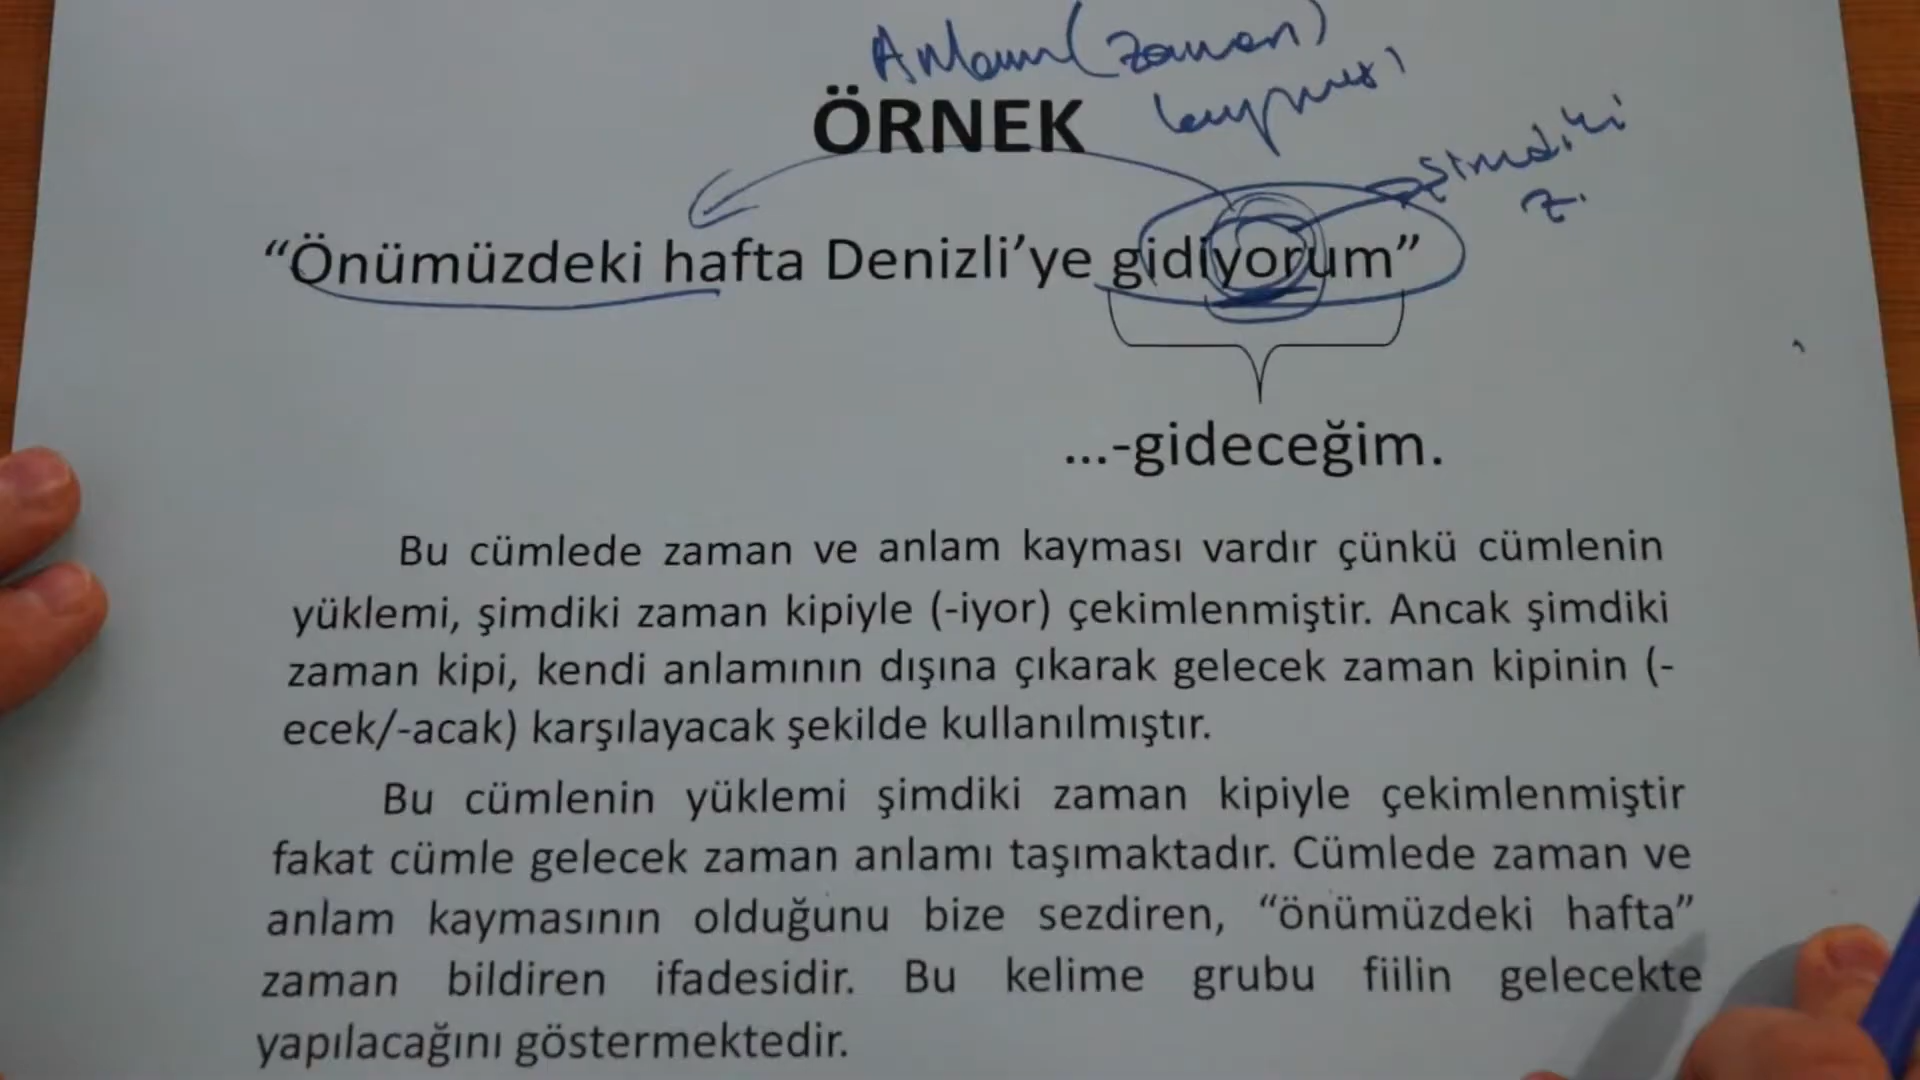 Anlam (zaman)
kayması
ÖRNEK
şimdiki
z.
“Önümüzdeki hafta Denizli’ye gidiyorum”
...-gideceğim.
Bu cümlede zaman ve anlam kayması vardır çünkü cümlenin
yüklemi, şimdiki zaman kipiyle (-iyor) çekimlenmiştir. Ancak şimdiki
zaman kipi, kendi anlamının dışına çıkarak gelecek zaman kipinin (-
ecek/-acak) karşılayacak şekilde kullanılmıştır.
Bu cümlenin yüklemi şimdiki zaman kipiyle çekimlenmiştir
fakat cümle gelecek zaman anlamı taşımaktadır. Cümlede zaman ve
anlam kaymasının olduğunu bize sezdiren, “önümüzdeki hafta”
zaman bildiren ifadesidir. Bu kelime grubu fiilin gelecekte
yapılacağını göstermektedir.